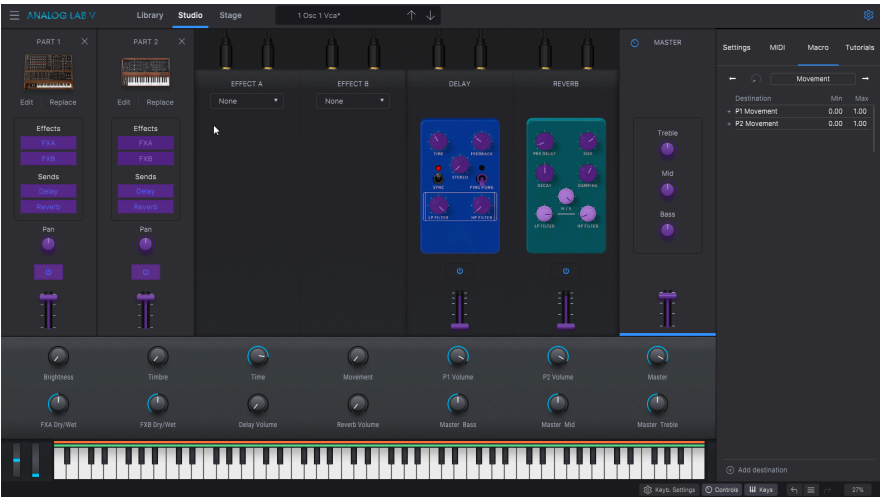 ANALOG LAB V Library Studio Stage 1 Osc 1 Vca*
PART 1 PART 2 MASTER
Edit Replace Edit Replace
Settings MIDI Macro Tutorials
Movement
Destination Min Max
+ P1 Movement 0.00 1.00
+ P2 Movement 0.00 1.00
EFFECT A EFFECT B DELAY REVERB
None None
Effects Effects
FXA FXA
FXB FXB
Sends Sends
Delay Delay
Reverb Reverb
Pan Pan
TIME FEEDBACK
STEREO
SYNC PING PONG
LP FILTER HP FILTER
PRE DELAY SIZE
DECAY DAMPING
M / S
LP FILTER HP FILTER
Treble
Mid
Bass
Brightness Timbre Time Movement P1 Volume P2 Volume Master
FXA Dry/Wet FXB Dry/Wet Delay Volume Reverb Volume Master Bass Master Mid Master Treble
Add destination
Keyb. Settings Controls Keys 27%